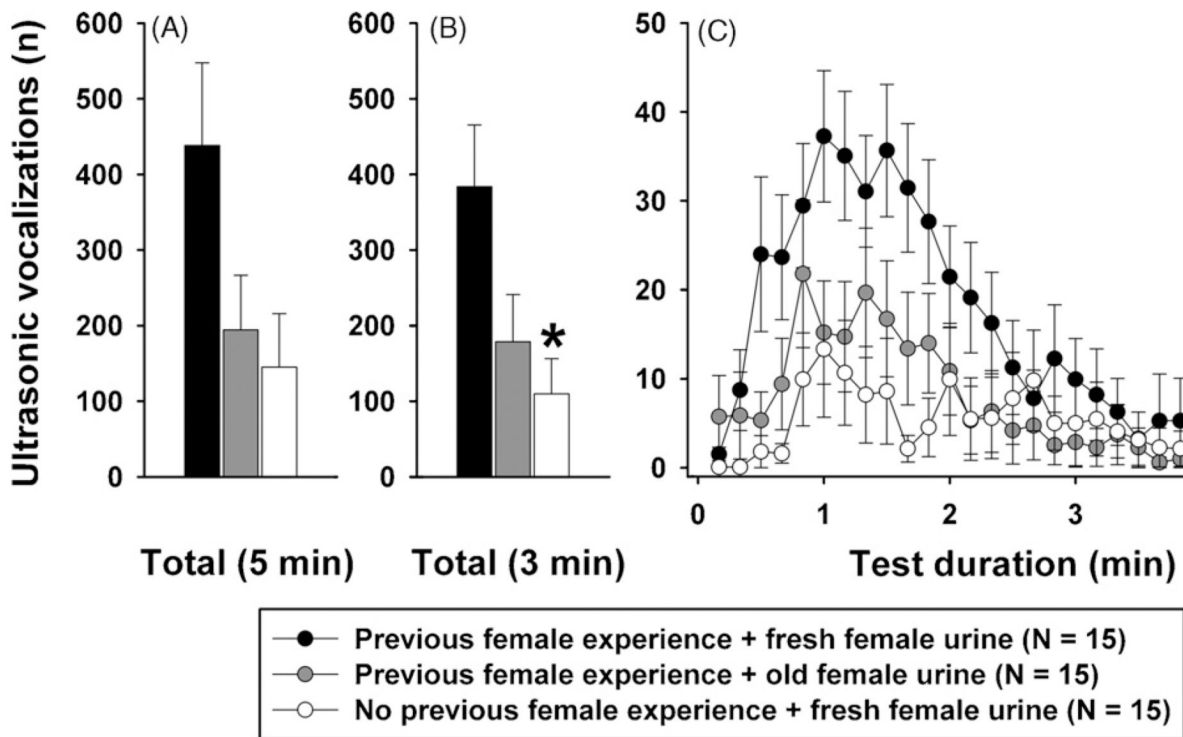 Ultrasonic vocalizations (n)
600
500
400
300
200
100
0
(A)
Total (5 min)
600
500
400
300
200
100
0
(B)
*
Total (3 min)
50
40
30
20
10
0
(C)
0 1 2 3
Test duration (min)
Previous female experience + fresh female urine (N = 15)
Previous female experience + old female urine (N = 15)
No previous female experience + fresh female urine (N = 15)